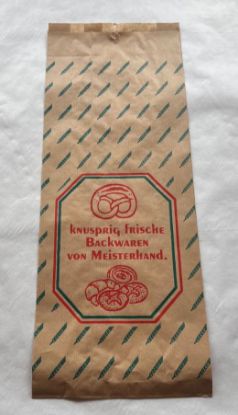 knusprig frische
Backwaren
von Meisterhand.